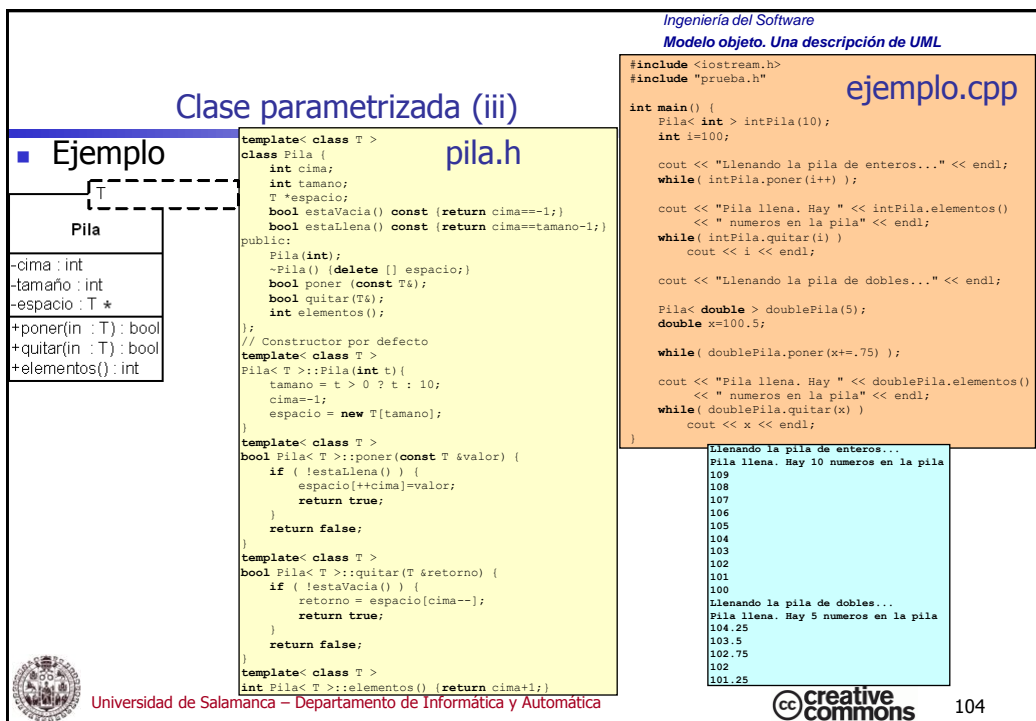 Ingeniería del Software
Modelo objeto. Una descripción de UML
Clase parametrizada (iii)
Ejemplo
T
Pila
-cima : int
-tamaño : int
-espacio : T *
+poner(in : T) : bool
+quitar(in : T) : bool
+elementos() : int
pila.h
template< class T >
class Pila {
    int cima;
    int tamano;
    T *espacio;
    bool estaVacia() const {return cima==-1;}
    bool estaLlena() const {return cima==tamano-1;}
public:
    Pila(int);
    ~Pila() {delete [] espacio;}
    bool poner (const T&);
    bool quitar(T&);
    int elementos();
};
// Constructor por defecto
template< class T >
Pila< T >::Pila(int t){
    tamano = t > 0 ? t : 10;
    cima=-1;
    espacio = new T[tamano];
}
template< class T >
bool Pila< T >::poner(const T &valor) {
    if ( !estaLlena() ) {
        espacio[++cima]=valor;
        return true;
    }
    return false;
}
template< class T >
bool Pila< T >::quitar(T &retorno) {
    if ( !estaVacia() ) {
        retorno = espacio[cima--];
        return true;
    }
    return false;
}
template< class T >
int Pila< T >::elementos() {return cima+1;}
ejemplo.cpp
#include <iostream.h>
#include "prueba.h"
int main() {
    Pila< int > intPila(10);
    int i=100;
    cout << "Llenando la pila de enteros..." << endl;
    while( intPila.poner(i++) );
    cout << "Pila llena. Hay " << intPila.elementos()
        << " numeros en la pila" << endl;
    while( intPila.quitar(i) )
        cout << i << endl;
    cout << "Llenando la pila de dobles..." << endl;
    Pila< double > doublePila(5);
    double x=100.5;
    while( doublePila.poner(x+=.75) );
    cout << "Pila llena. Hay " << doublePila.elementos()
        << " numeros en la pila" << endl;
    while( doublePila.quitar(x) )
        cout << x << endl;
}
Llenando la pila de enteros...
Pila llena. Hay 10 numeros en la pila
109
108
107
106
105
104
103
102
101
100
Llenando la pila de dobles...
Pila llena. Hay 5 numeros en la pila
104.25
103.5
102.75
102
101.25
Universidad de Salamanca – Departamento de Informática y Automática
cc creative commons
104